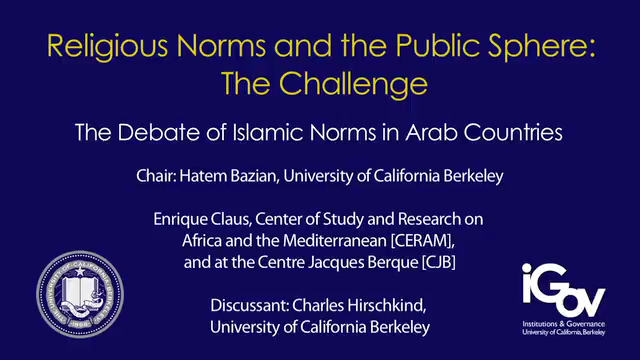 Religious Norms and the Public Sphere:
The Challenge
The Debate of Islamic Norms in Arab Countries
Chair: Hatem Bazian, University of California Berkeley
Enrique Claus, Center of Study and Research on
Africa and the Mediterranean [CERAM],
and at the Centre Jacques Berque [CJB]
Discussant: Charles Hirschkind,
University of California Berkeley
iGov
Institutions & Governance
University of California, Berkeley